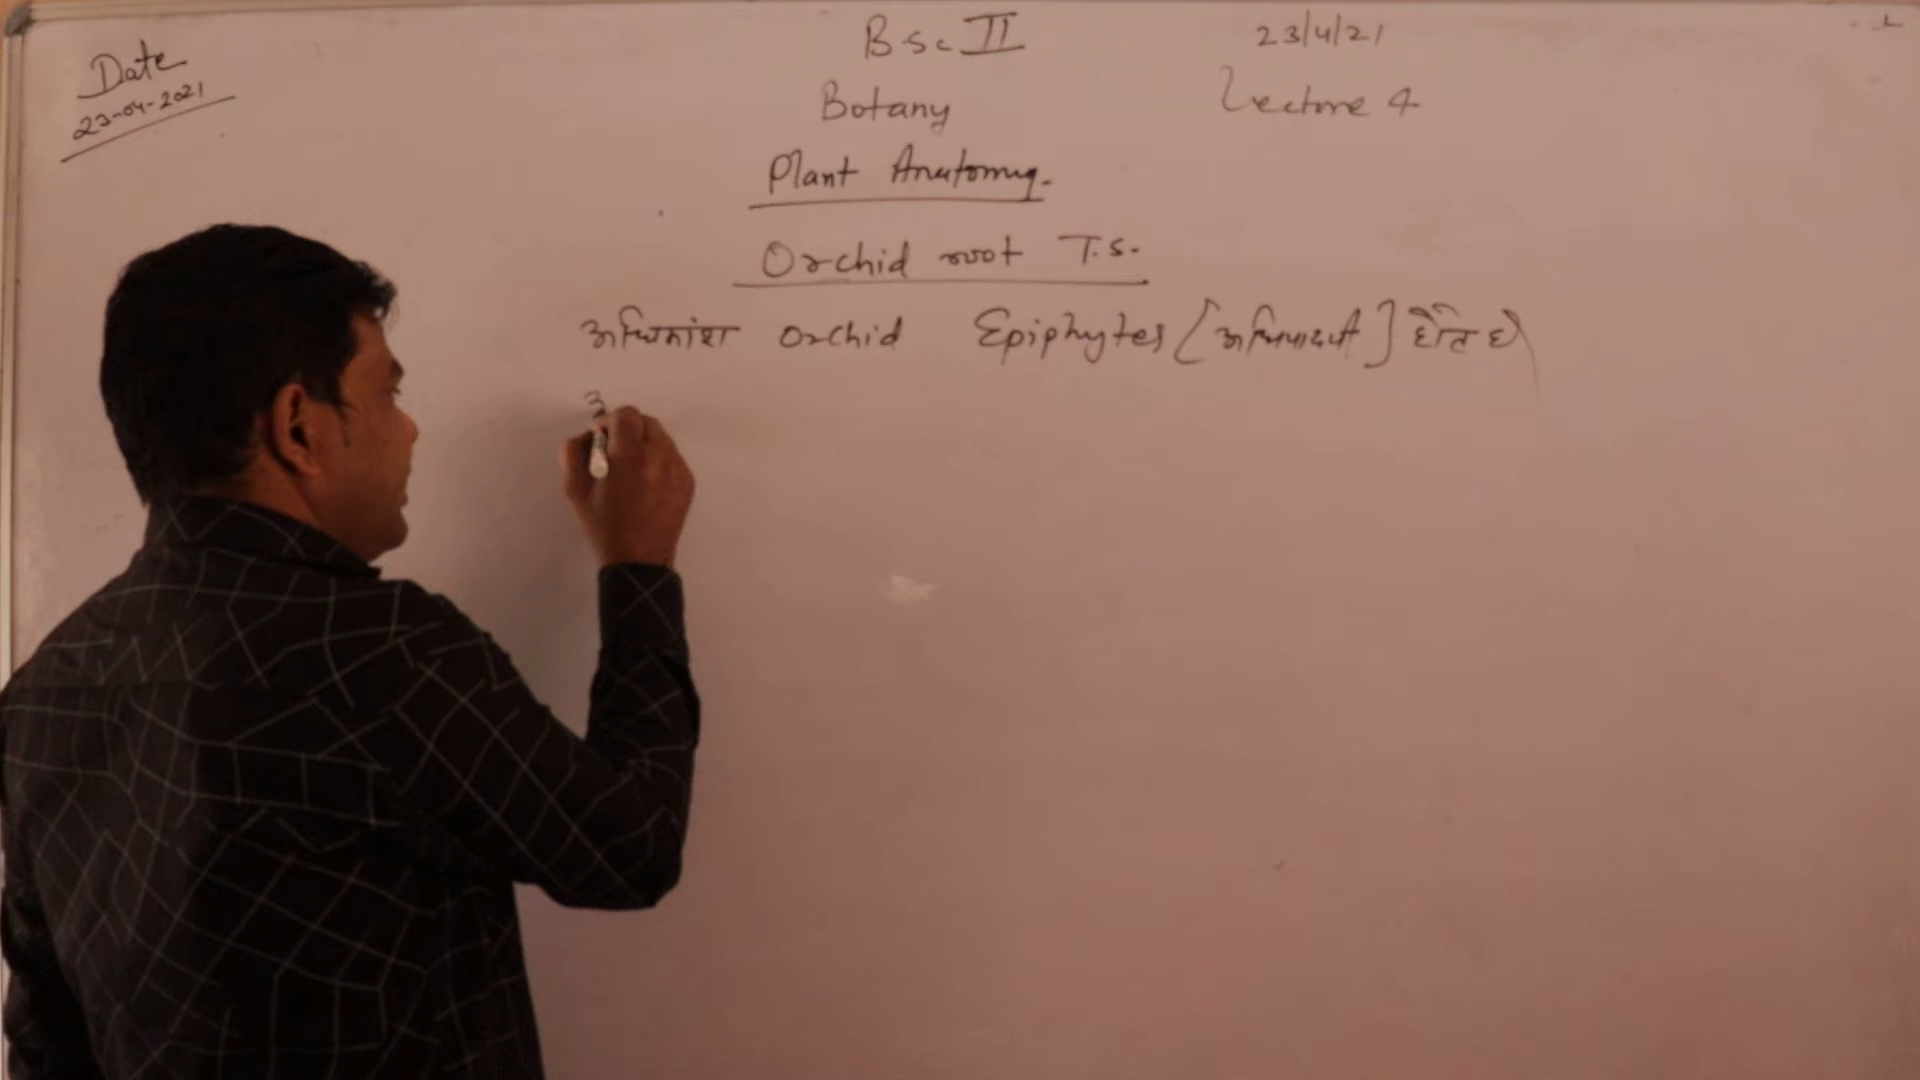 Date
23-04-2021
B.Sc II
23/4/21
Botany
Lecture 4
Plant Anatomy.
Orchid root T.S.
अधिकांश Orchid Epiphytes [अधिपादपी] होते है